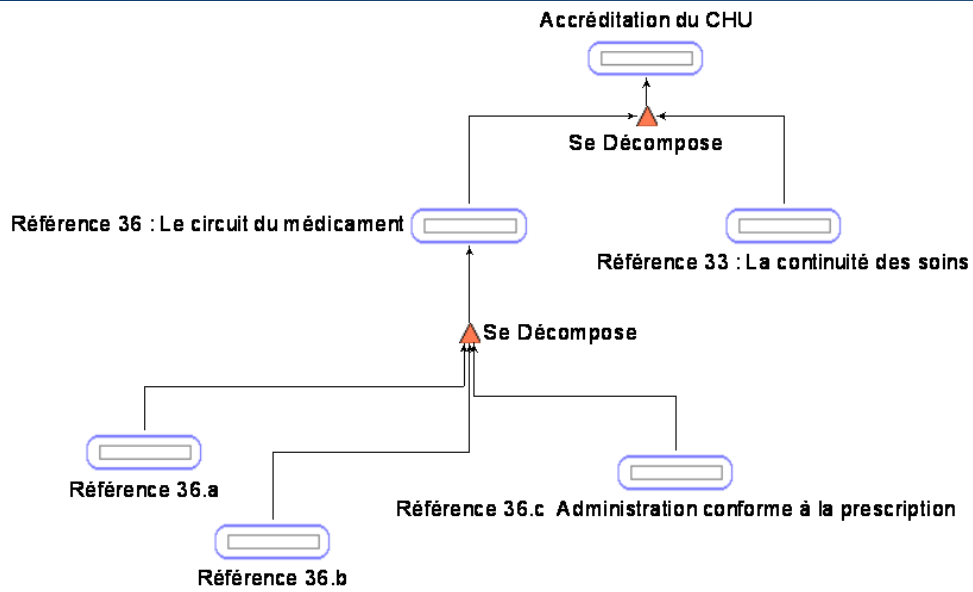 Accréditation du CHU
Se Décompose
Référence 36 : Le circuit du médicament
Référence 33 : La continuité des soins
Se Décompose
Référence 36.a
Référence 36.c Administration conforme à la prescription
Référence 36.b